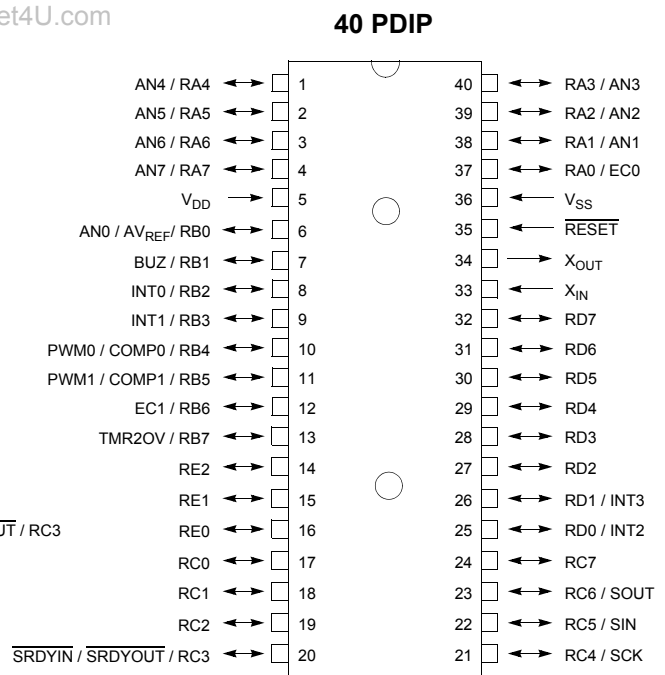 et4U.com
40 PDIP
AN4 / RA4 1 40 RA3 / AN3
AN5 / RA5 2 39 RA2 / AN2
AN6 / RA6 3 38 RA1 / AN1
AN7 / RA7 4 37 RA0 / EC0
VDD 5 36 VSS
AN0 / AVREF/ RB0 6 35 RESET
BUZ / RB1 7 34 XOUT
INT0 / RB2 8 33 XIN
INT1 / RB3 9 32 RD7
PWM0 / COMP0 / RB4 10 31 RD6
PWM1 / COMP1 / RB5 11 30 RD5
EC1 / RB6 12 29 RD4
TMR2OV / RB7 13 28 RD3
RE2 14 27 RD2
RE1 15 26 RD1 / INT3
UT / RC3 RE0 16 25 RD0 / INT2
RC0 17 24 RC7
RC1 18 23 RC6 / SOUT
RC2 19 22 RC5 / SIN
SRDYIN / SRDYOUT / RC3 20 21 RC4 / SCK